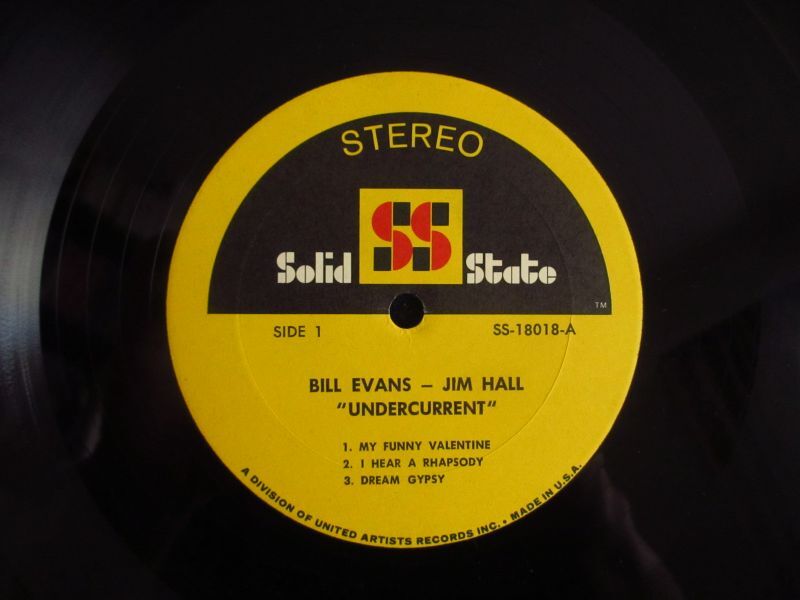 STEREO
Solid SS State
TM
SIDE 1 SS-18018-A
BILL EVANS – JIM HALL
"UNDERCURRENT"
1. MY FUNNY VALENTINE
2. I HEAR A RHAPSODY
3. DREAM GYPSY
A DIVISION OF UNITED ARTISTS RECORDS INC. • MADE IN U.S.A.